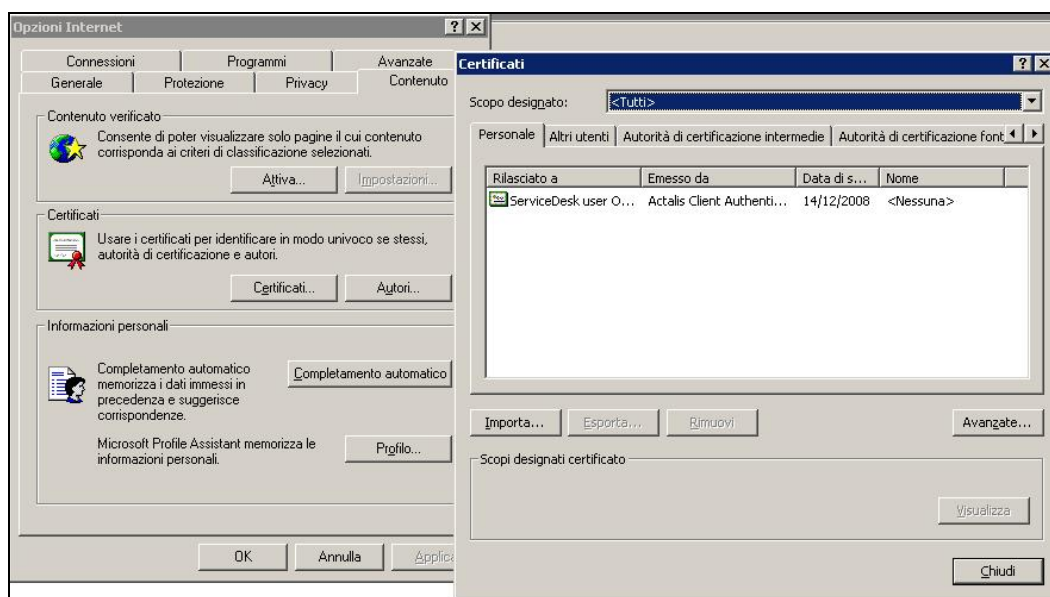 Opzioni Internet
Connessioni Programmi Avanzate
Generale Protezione Privacy Contenuto
Contenuto verificato
Consente di poter visualizzare solo pagine il cui contenuto
corrisponda ai criteri di classificazione selezionati.
Attiva... Impostazioni...
Certificati
Usare i certificati per identificare in modo univoco se stessi,
autorità di certificazione e autori.
Certificati... Autori...
Informazioni personali
Completamento automatico
memorizza i dati immessi in
precedenza e suggerisce
corrispondenze.
Completamento automatico
Microsoft Profile Assistant memorizza le
informazioni personali.
Profilo...
OK Annulla Applica
Certificati
Scopo designato: <Tutti>
Personale Altri utenti Autorità di certificazione intermedie Autorità di certificazione font
Rilasciato a Emesso da Data di s... Nome
ServiceDesk user O... Actalis Client Authenti... 14/12/2008 <Nessuna>
Importa... Esporta... Rimuovi Avanzate...
Scopi designati certificato
Visualizza
Chiudi